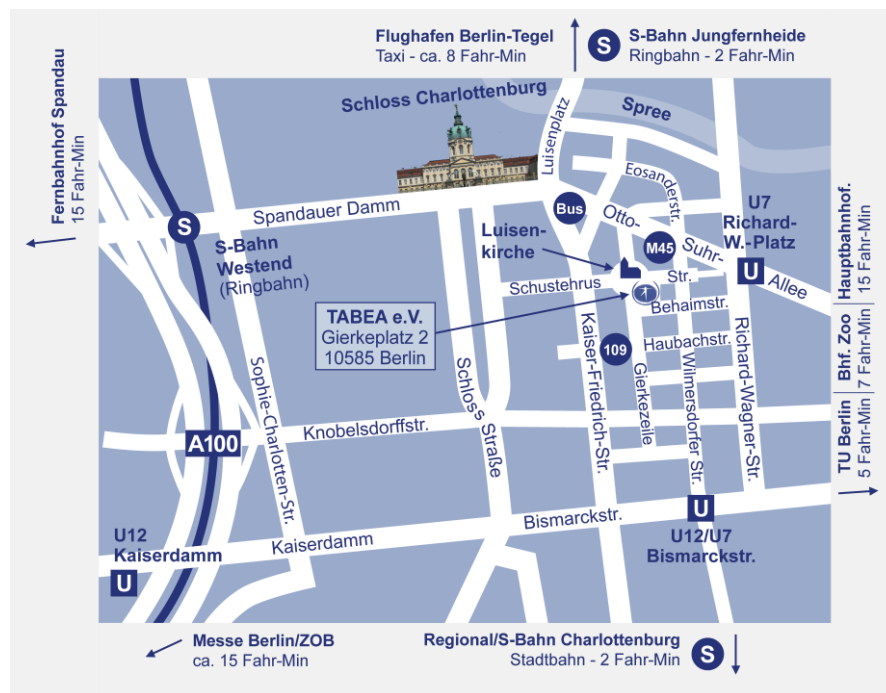 Flughafen Berlin-Tegel
Taxi - ca. 8 Fahr-Min
S
S-Bahn Jungfernheide
Ringbahn - 2 Fahr-Min
Fernbahnhof Spandau
15 Fahr-Min
Schloss Charlottenburg
Luisenplatz
Spree
Eosanderstr.
U7
Richard-
W.-Platz
U
Spandauer Damm
Bus
Otto-
Suhr-
Allee
M45
S
S-Bahn
Westend
(Ringbahn)
Luisen-
kirche
Schustehrus
Str.
Behaimstr.
TABEA e.V.
Gierkeplatz 2
10585 Berlin
109
Haubachstr.
Kaiser-Friedrich-Str.
Gierkezeile
Wilmersdorfer Str.
Richard-Wagner-Str.
Sophie-Charlotten-Str.
Schloss Straße
Knobelsdorffstr.
A100
Hauptbahnhof.
15 Fahr-Min
Bhf. Zoo
7 Fahr-Min
TU Berlin
5 Fahr-Min
U12
Kaiserdamm
U
Kaiserdamm
Bismarckstr.
U
U12/U7
Bismarckstr.
Messe Berlin/ZOB
ca. 15 Fahr-Min
Regional/S-Bahn Charlottenburg
Stadtbahn - 2 Fahr-Min
S